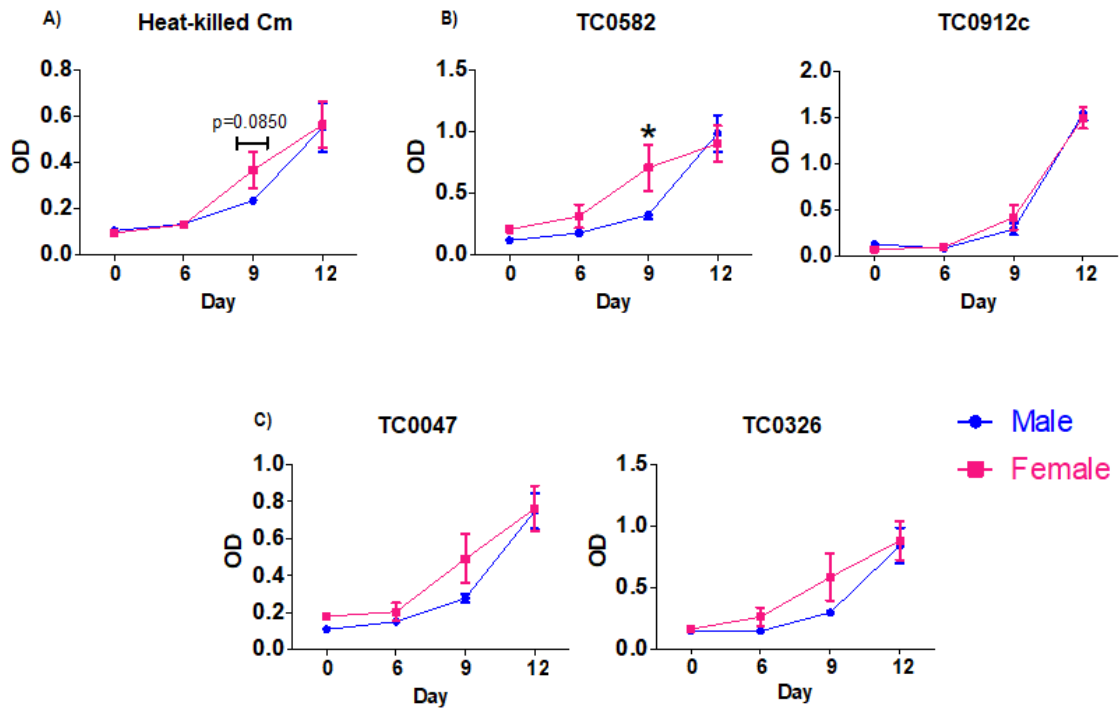 A)
Heat-killed Cm
OD
0.8
0.6
0.4
0.2
0.0
p=0.0850
0 6 9 12
Day
B)
TC0582
OD
1.5
1.0
0.5
0.0
*
0 6 9 12
Day
TC0912c
OD
2.0
1.5
1.0
0.5
0.0
0 6 9 12
Day
C)
TC0047
OD
1.0
0.8
0.6
0.4
0.2
0.0
0 6 9 12
Day
TC0326
OD
1.5
1.0
0.5
0.0
0 6 9 12
Day
Male
Female